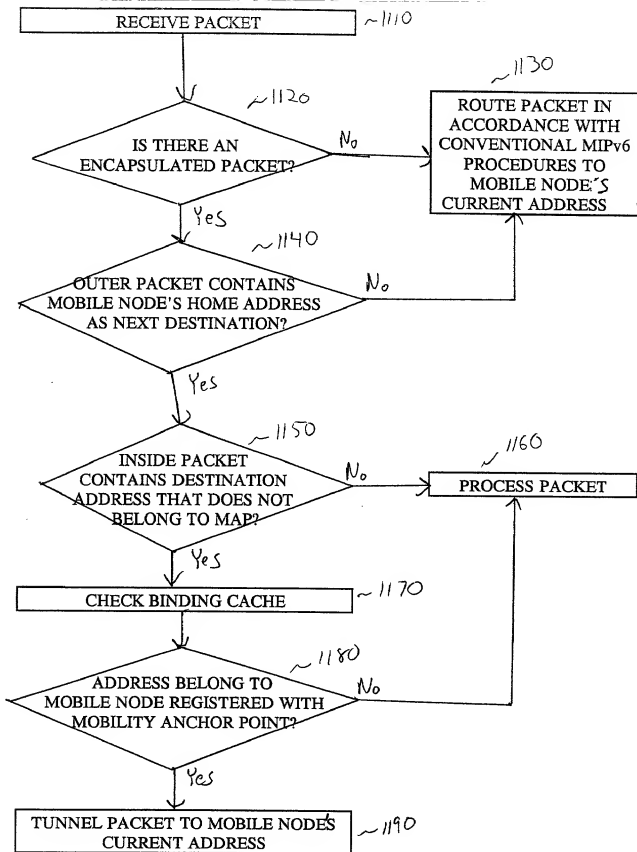 RECEIVE PACKET
~1110
~1120
IS THERE AN
ENCAPSULATED PACKET?
No
~1130
ROUTE PACKET IN
ACCORDANCE WITH
CONVENTIONAL MIPv6
PROCEDURES TO
MOBILE NODE'S
CURRENT ADDRESS
Yes
~1140
OUTER PACKET CONTAINS
MOBILE NODE'S HOME ADDRESS
AS NEXT DESTINATION?
No
Yes
~1150
INSIDE PACKET
CONTAINS DESTINATION
ADDRESS THAT DOES NOT
BELONG TO MAP?
No
~1160
PROCESS PACKET
Yes
CHECK BINDING CACHE
~1170
~1180
ADDRESS BELONG TO
MOBILE NODE REGISTERED WITH
MOBILITY ANCHOR POINT?
No
Yes
TUNNEL PACKET TO MOBILE NODE'S
CURRENT ADDRESS
~1190